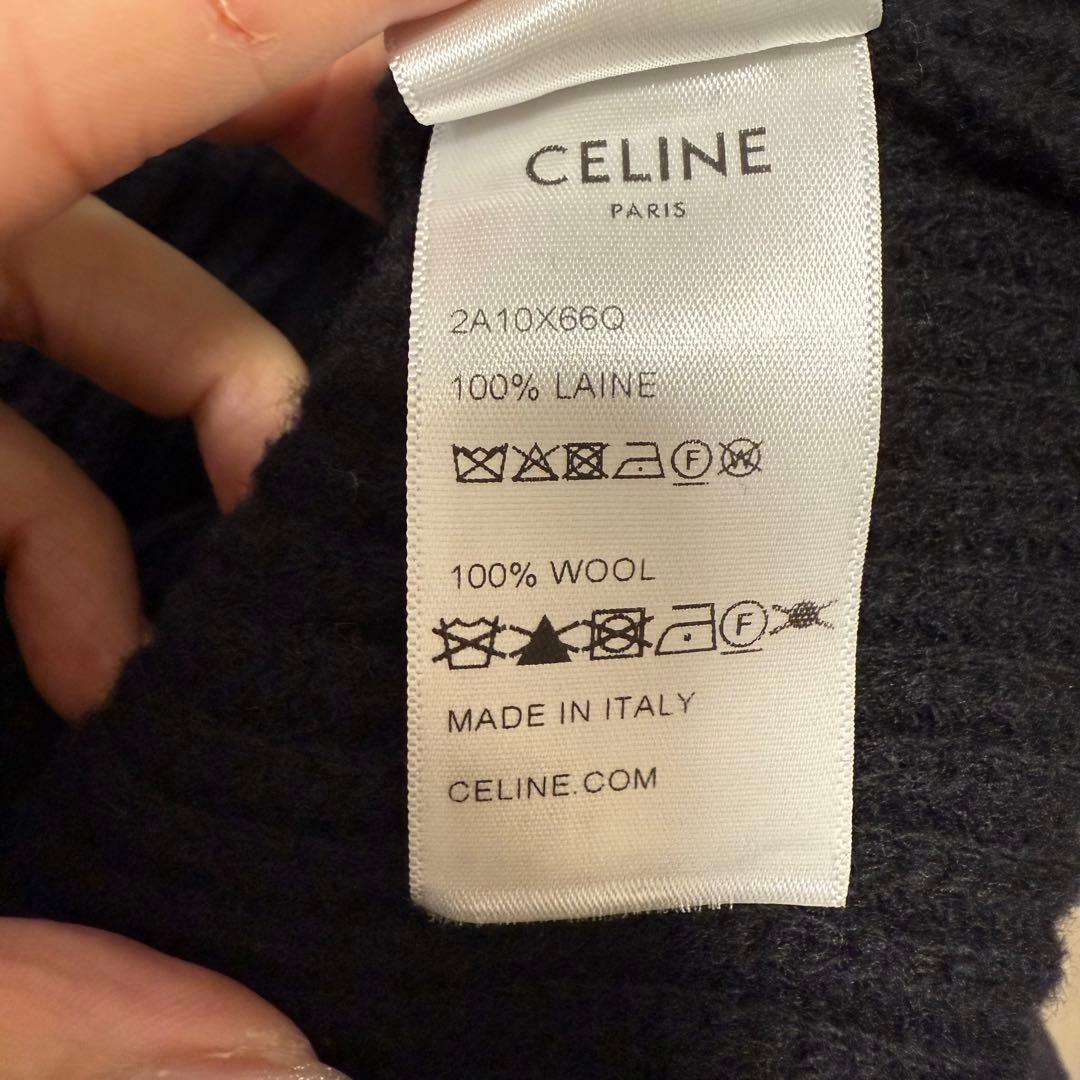 CELINE
PARIS
2A10X66Q
100% LAINE
F W
100% WOOL
F
MADE IN ITALY
CELINE.COM